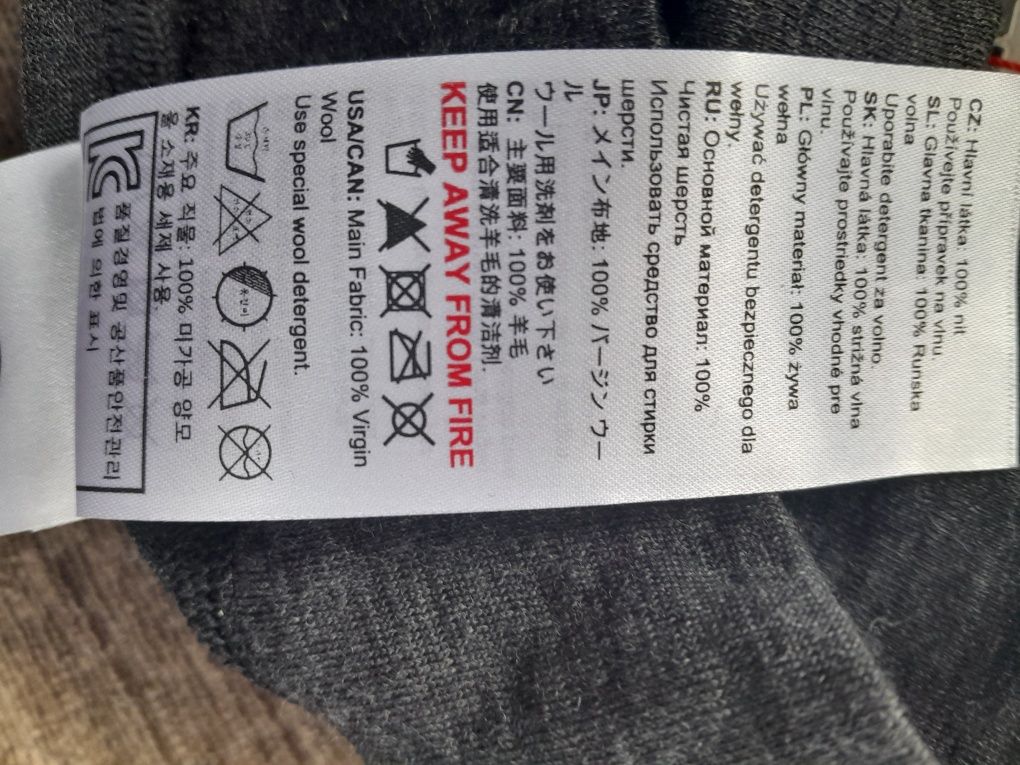 CZ: Hlavní látka 100% nit
Používejte přípravek na vlnu.
SL: Glavna tkanina: 100% Runska
volna
Uporabite detergent za volno.
SK: Hlavná látka: 100% strižná vlna
Používajte prostriedky vhodné pre
vlnu.
PL: Główny materiał: 100% żywa
wełna
Używać detergentu bezpiecznego dla
wełny.
RU: Основной материал: 100%
Чистая шерсть
Использовать средство для стирки
шерсти.
JP: メイン布地: 100% バージン ウー
ル
ウール用洗剤をお使い下さい
CN: 主要面料: 100% 羊毛
使用适合清洗羊毛的清洁剂.
KEEP AWAY FROM FIRE
USA/CAN: Main Fabric: 100% Virgin
Wool
Use special wool detergent.
KR: 주요 직물: 100% 미가공 양모
울 소재용 세제 사용.
품질경영및 공산품안전관리
법에 의한 표시